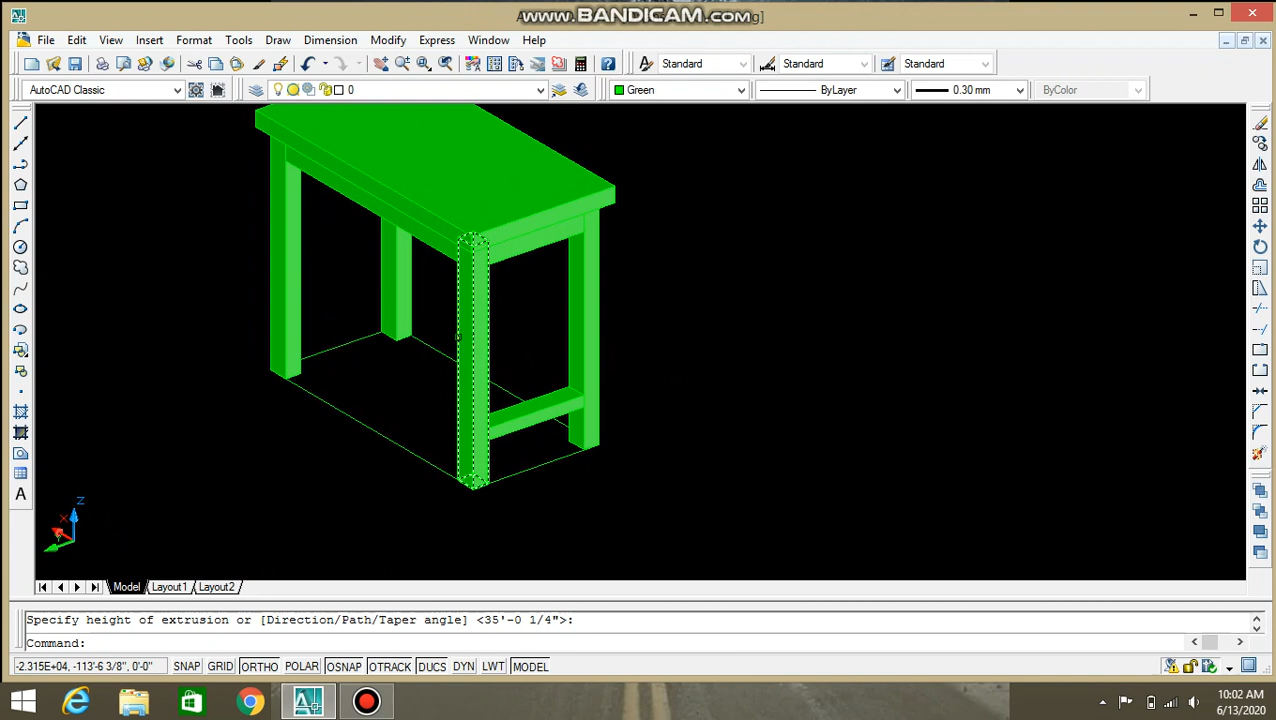 A
www.BANDICAM.com
g]
File Edit View Insert Format Tools Draw Dimension Modify Express Window Help
Standard Standard Standard
AutoCAD Classic 0 Green ByLayer 0.30 mm ByColor
A
Z
X
Y
Model Layout1 Layout2
Specify height of extrusion or [Direction/Path/Taper angle] <35'-0 1/4">:
Command:
-2.315E+04, -113'-6 3/8", 0'-0" SNAP GRID ORTHO POLAR OSNAP OTRACK DUCS DYN LWT MODEL
10:02 AM
6/13/2020